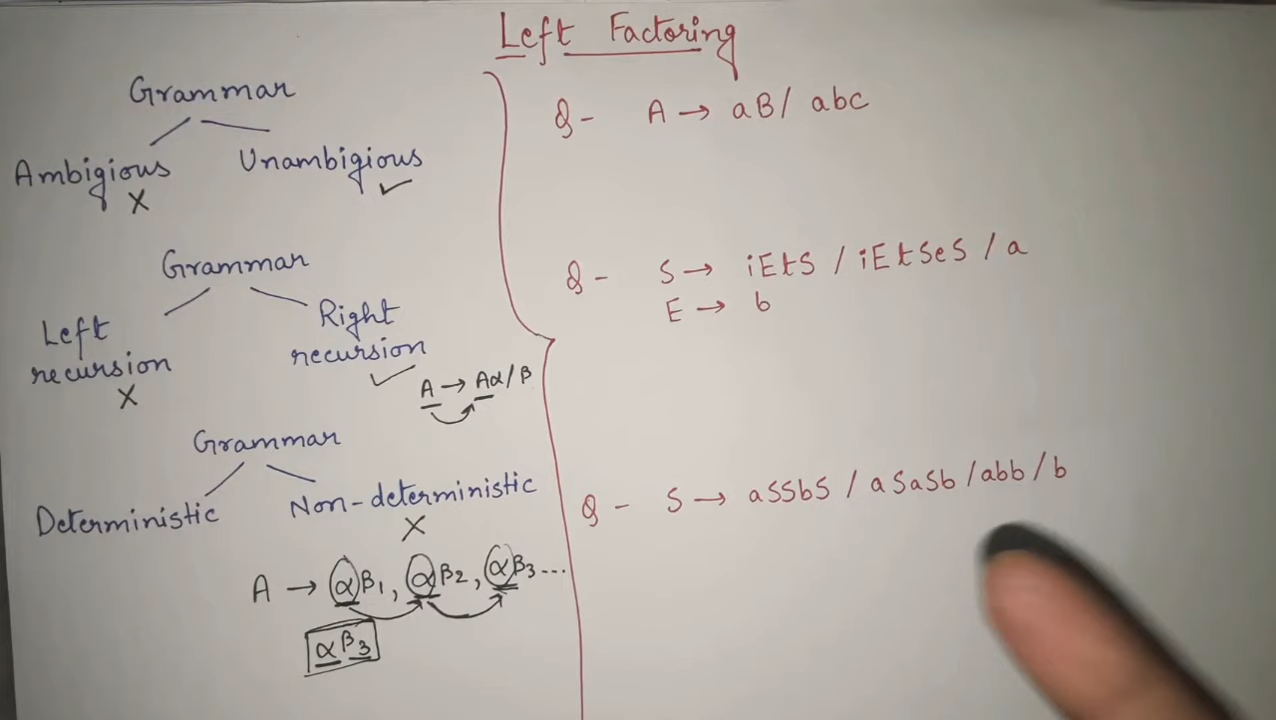 Left Factoring
Grammar
Ambigious Unambigious
X ✓
Grammar
Left
recursion
X
Right
recursion
✓
A → Aα/β
Grammar
Deterministic Non-deterministic
X
A → αβ1, αβ2, αβ3...
αβ3
Q- A → aB/ abc
Q- S → iEtS / iEtSeS / a
E → b
Q- S → aSSbS / aSaSb /abb /b